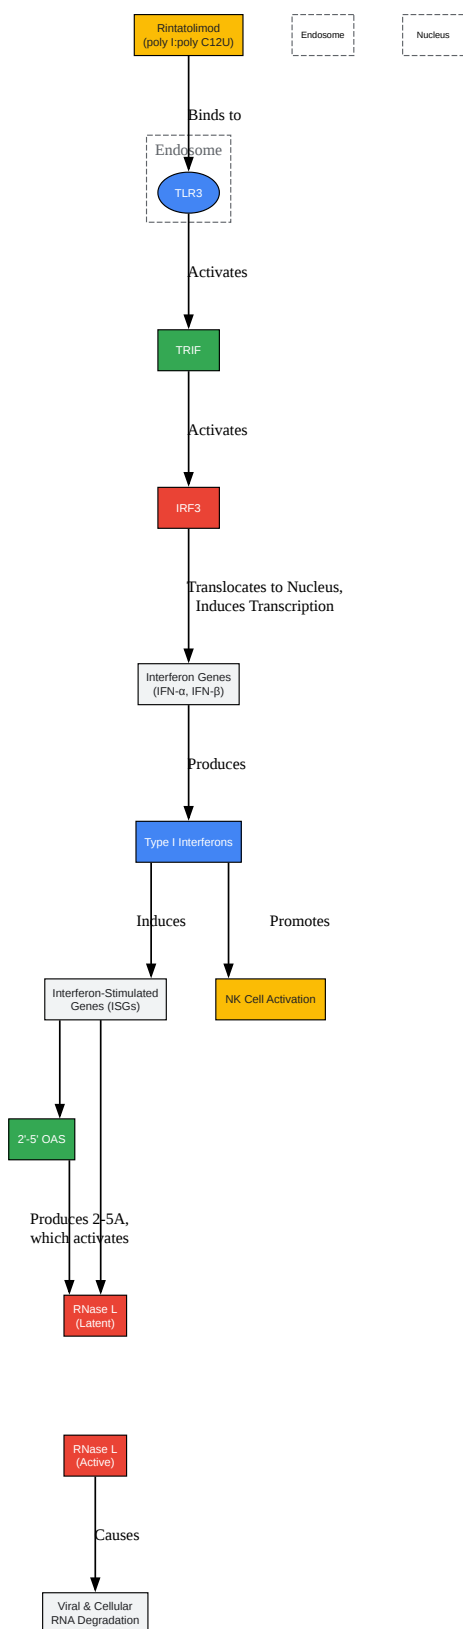 Rintatolimod
(poly I:poly C12U)
Endosome
Nucleus
Binds to
Endosome
TLR3
Activates
TRIF
Activates
IRF3
Translocates to Nucleus,
Induces Transcription
Interferon Genes
(IFN-α, IFN-β)
Produces
Type I Interferons
Induces
Promotes
Interferon-Stimulated
Genes (ISGs)
NK Cell Activation
2'-5' OAS
Produces 2-5A,
which activates
RNase L
(Latent)
RNase L
(Active)
Causes
Viral & Cellular
RNA Degradation